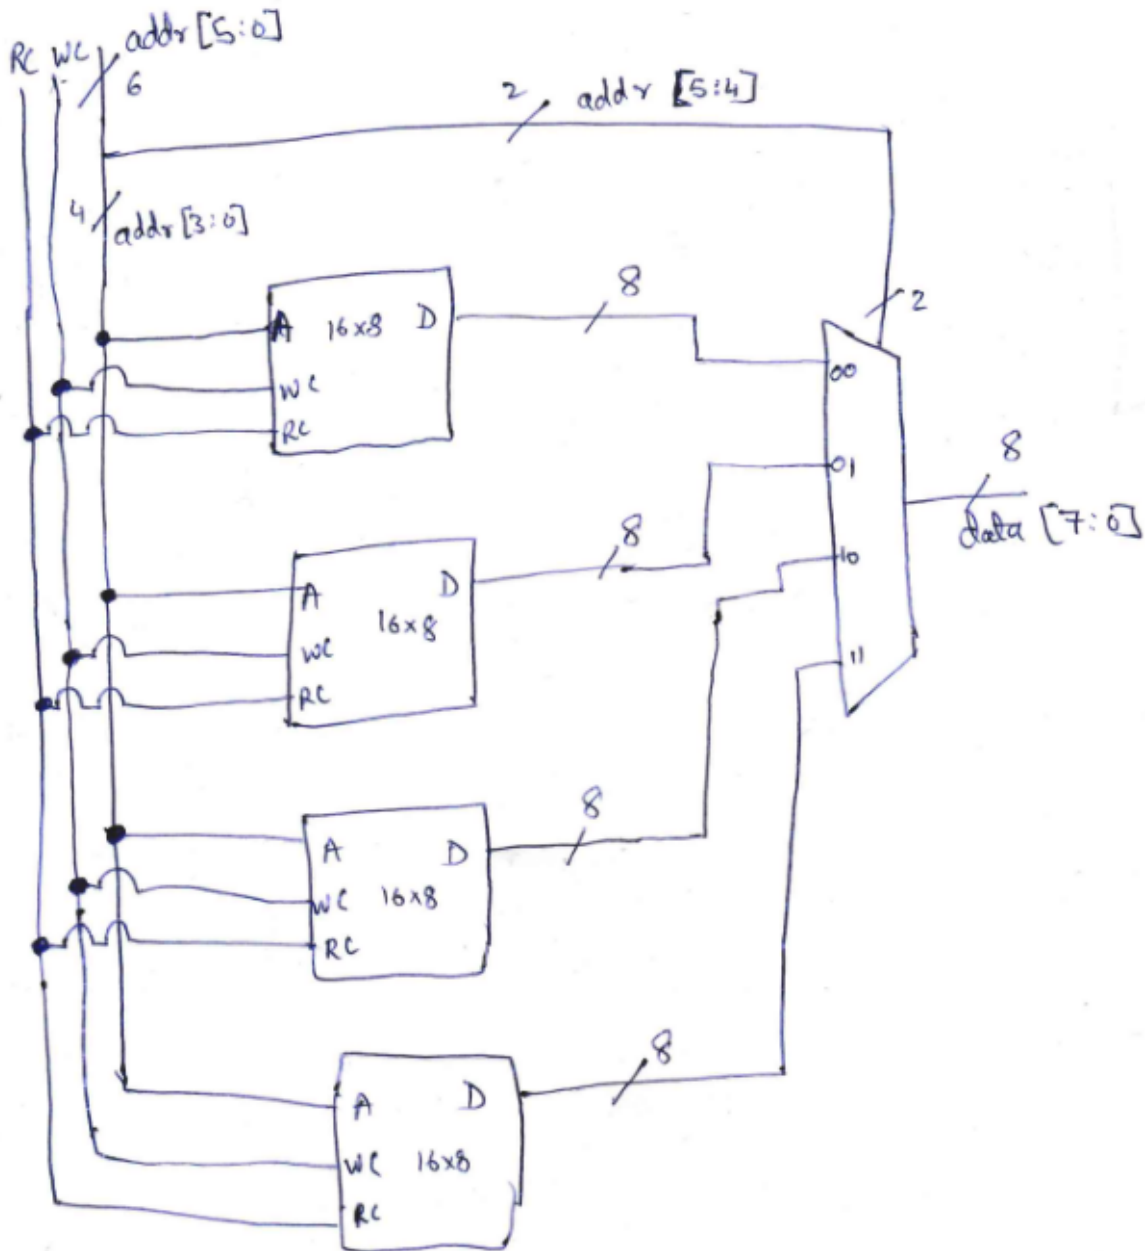 RC WC addr [5:0]
6
2 addr [5:4]
4 addr [3:0]
2
A 16x8 D
WC
RC
8
00
01
10
11
8
data [7:0]
A D
16x8
WC
RC
8
A D
WC 16x8
RC
8
A D
WC 16x8
RC
8